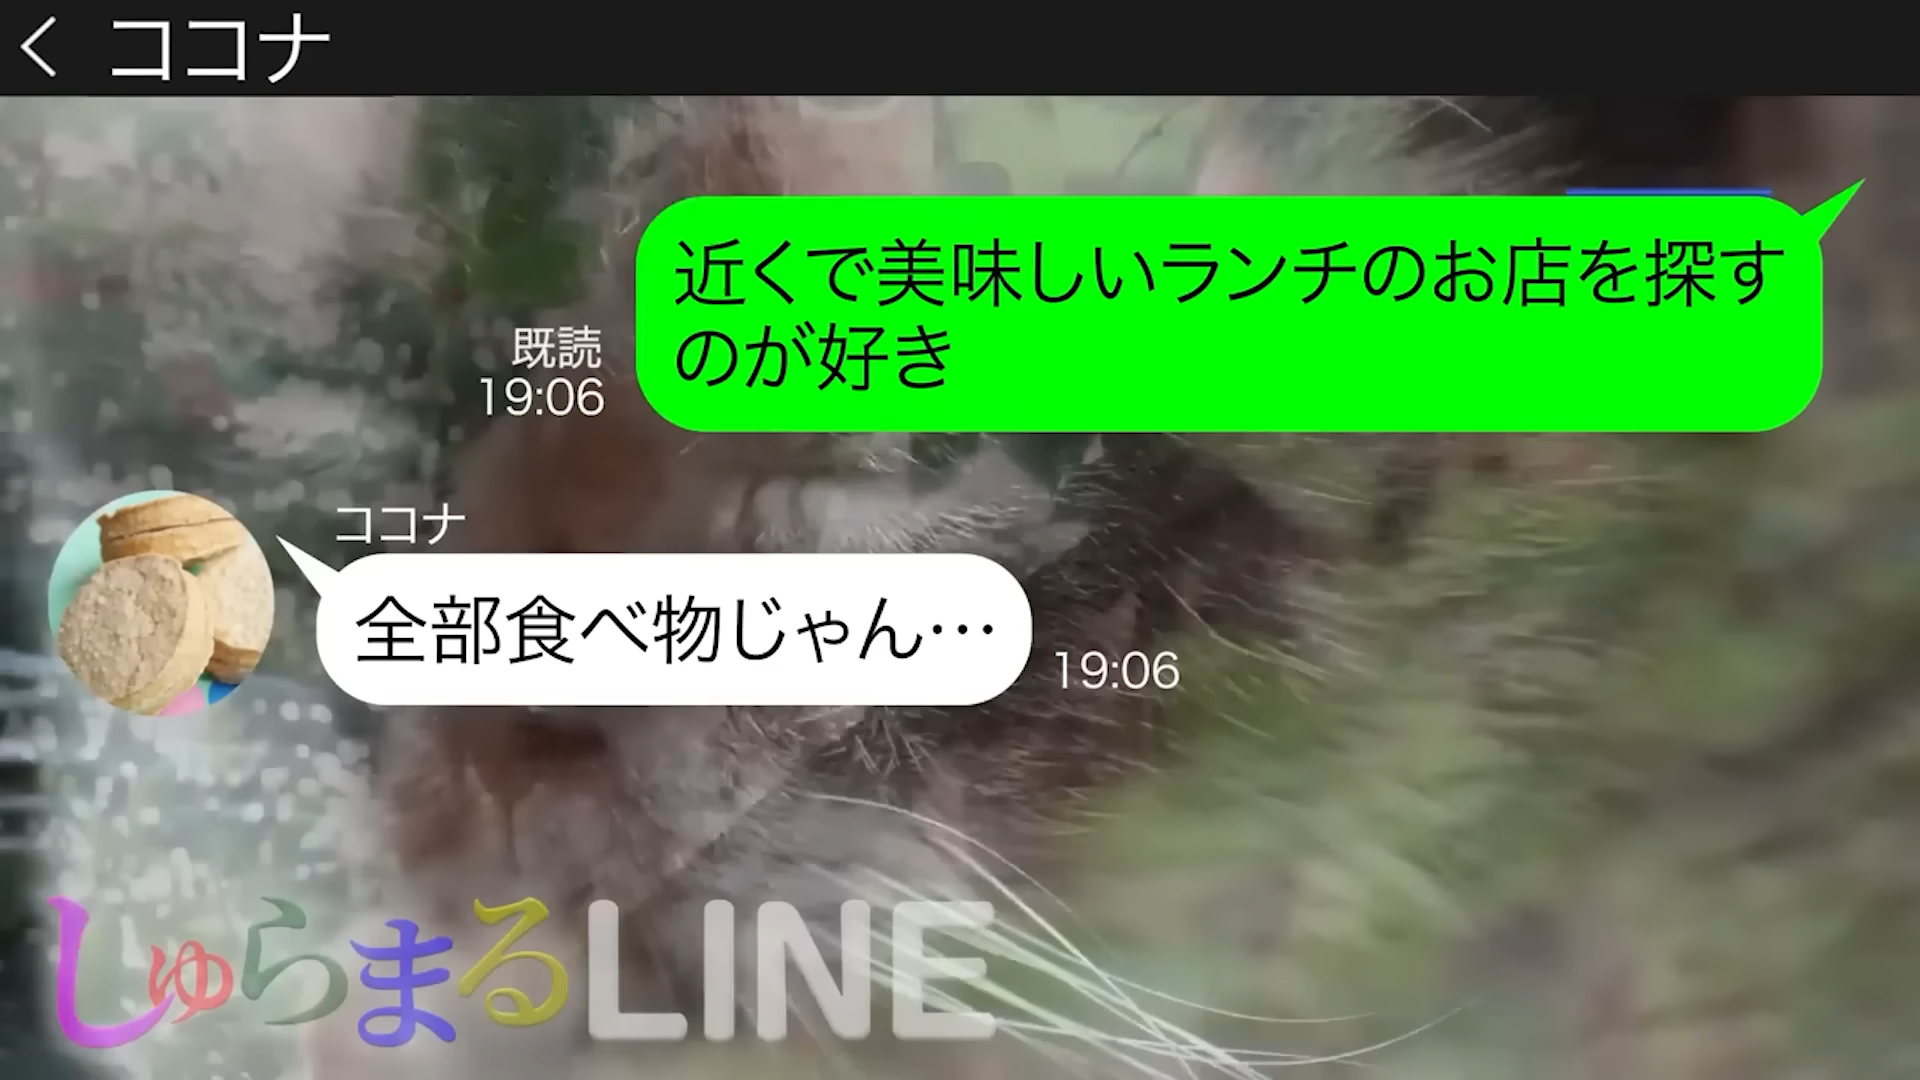 ココナ
近くで美味しいランチのお店を探す
のが好き
既読
19:06
ココナ
全部食べ物じゃん…
19:06
しゅらまるLINE